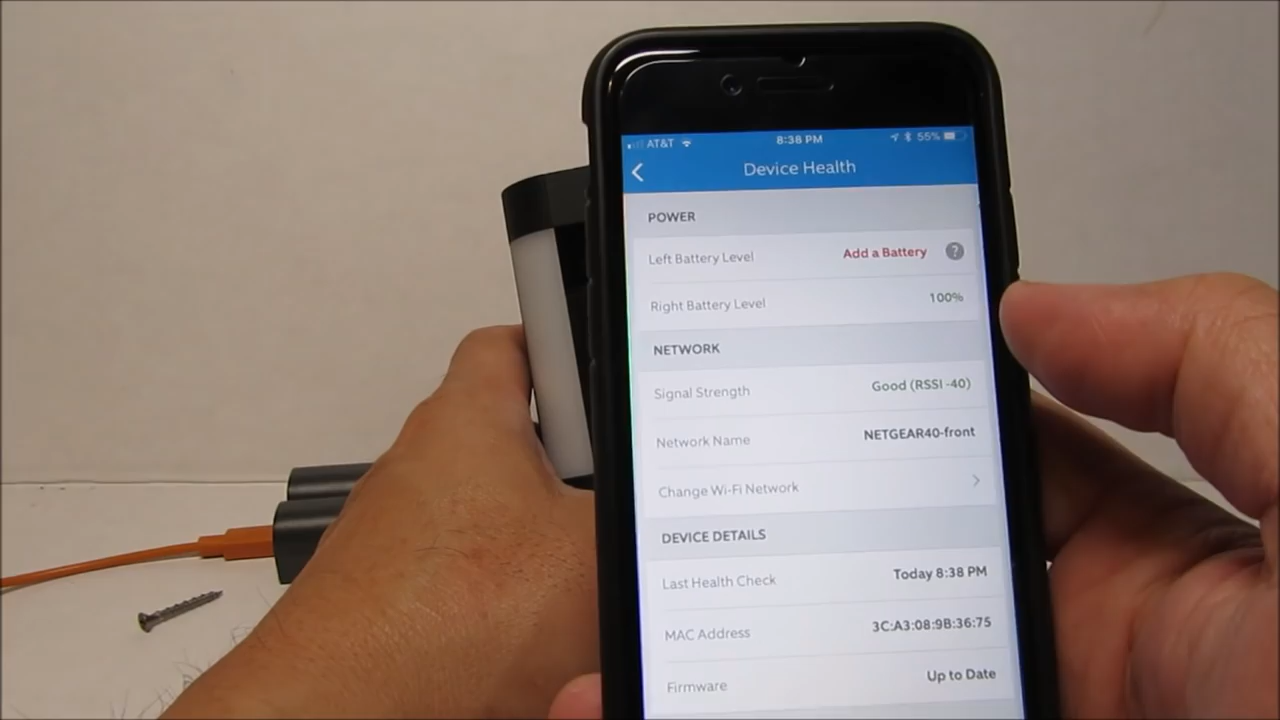 AT&T 8:38 PM 55%
Device Health
POWER
Left Battery Level Add a Battery ?
Right Battery Level 100%
NETWORK
Signal Strength Good (RSSI -40)
Network Name NETGEAR40-front
Change Wi-Fi Network
DEVICE DETAILS
Last Health Check Today 8:38 PM
MAC Address 3C:A3:08:9B:36:75
Firmware Up to Date